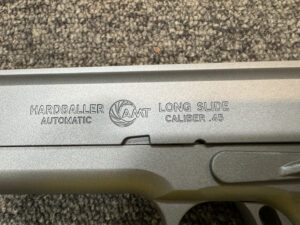 HARDBALLER AMT LONG SLIDE
AUTOMATIC CALIBER .45